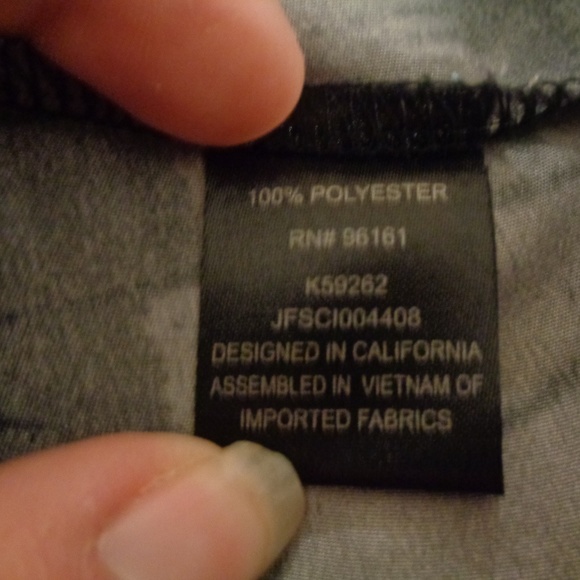 100% POLYESTER
RN# 96161
K59262
JFSCI004408
DESIGNED IN CALIFORNIA
ASSEMBLED IN VIETNAM OF
IMPORTED FABRICS